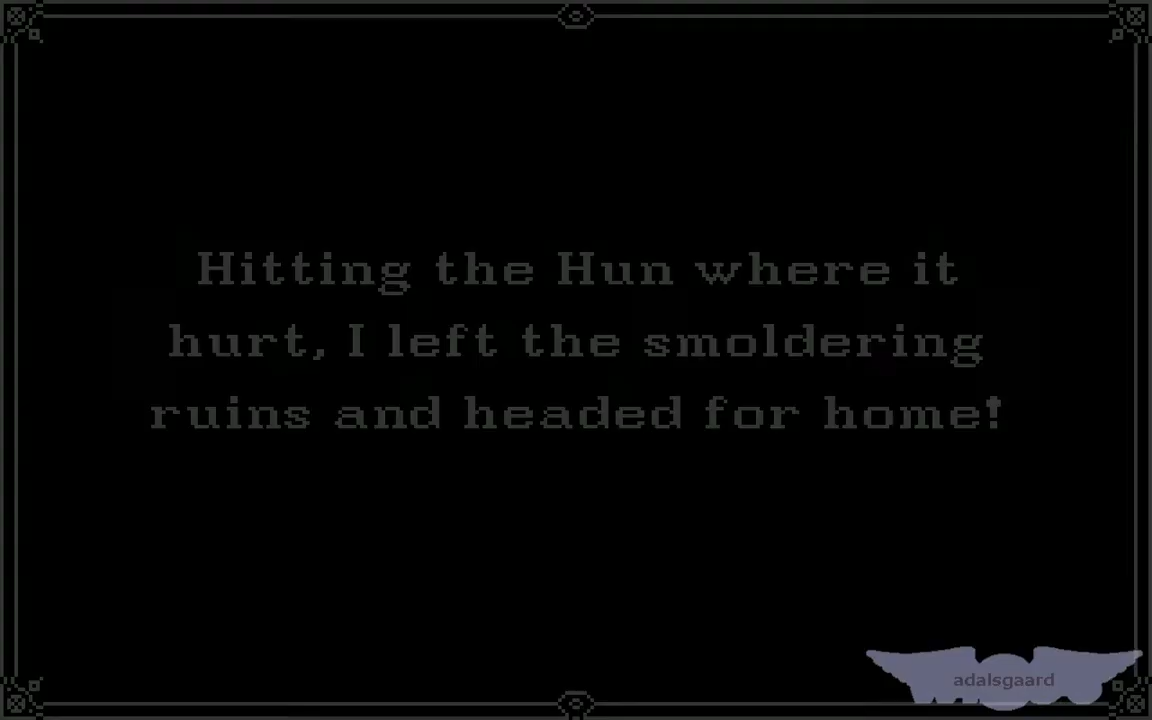 Hitting the Hun where it
hurt, I left the smoldering
ruins and headed for home!
adalsgaard